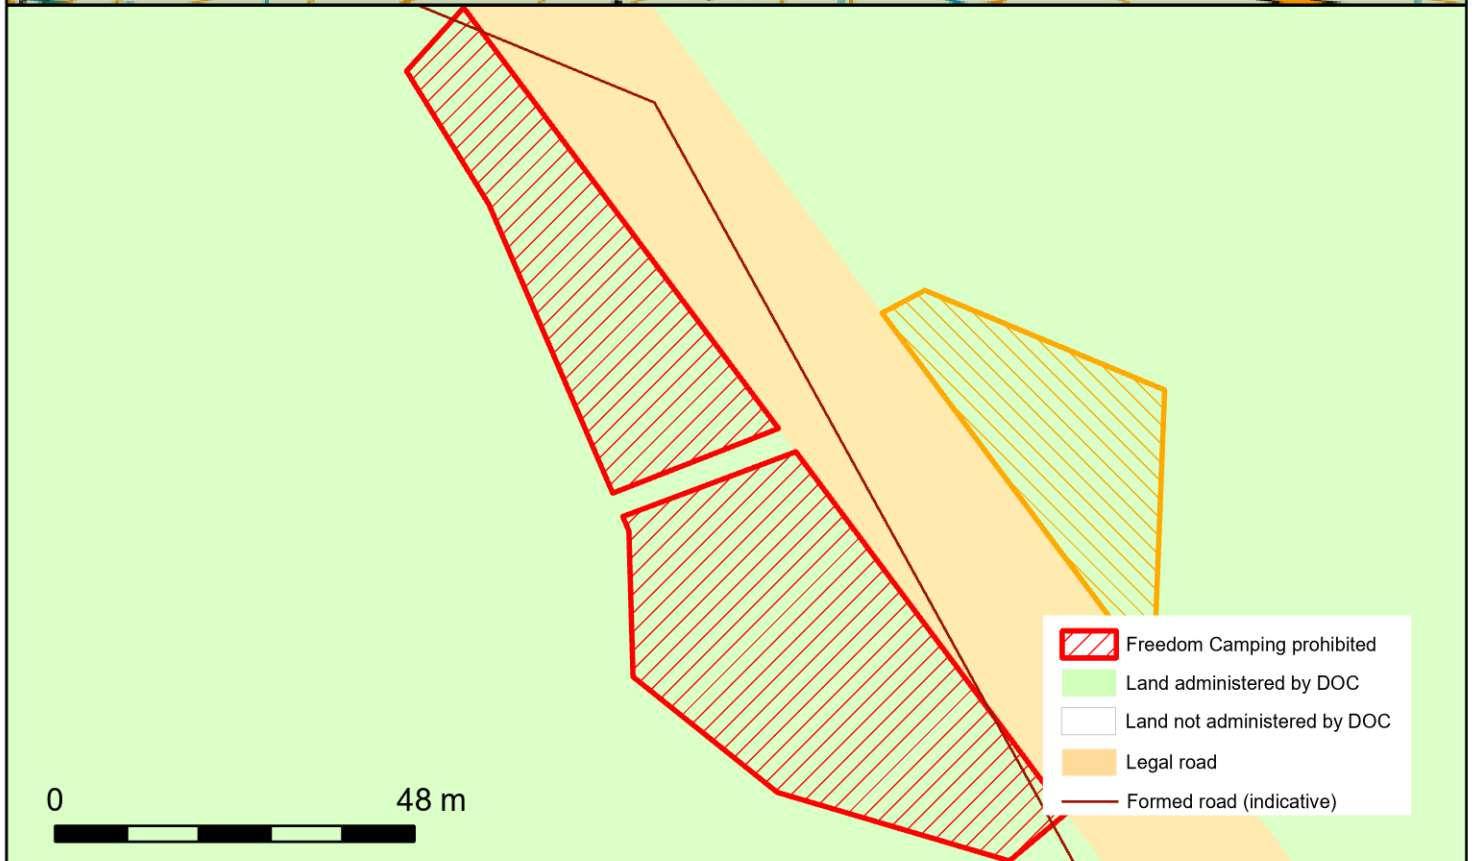 Freedom Camping prohibited
Land administered by DOC
Land not administered by DOC
Legal road
Formed road (indicative)
0 48 m